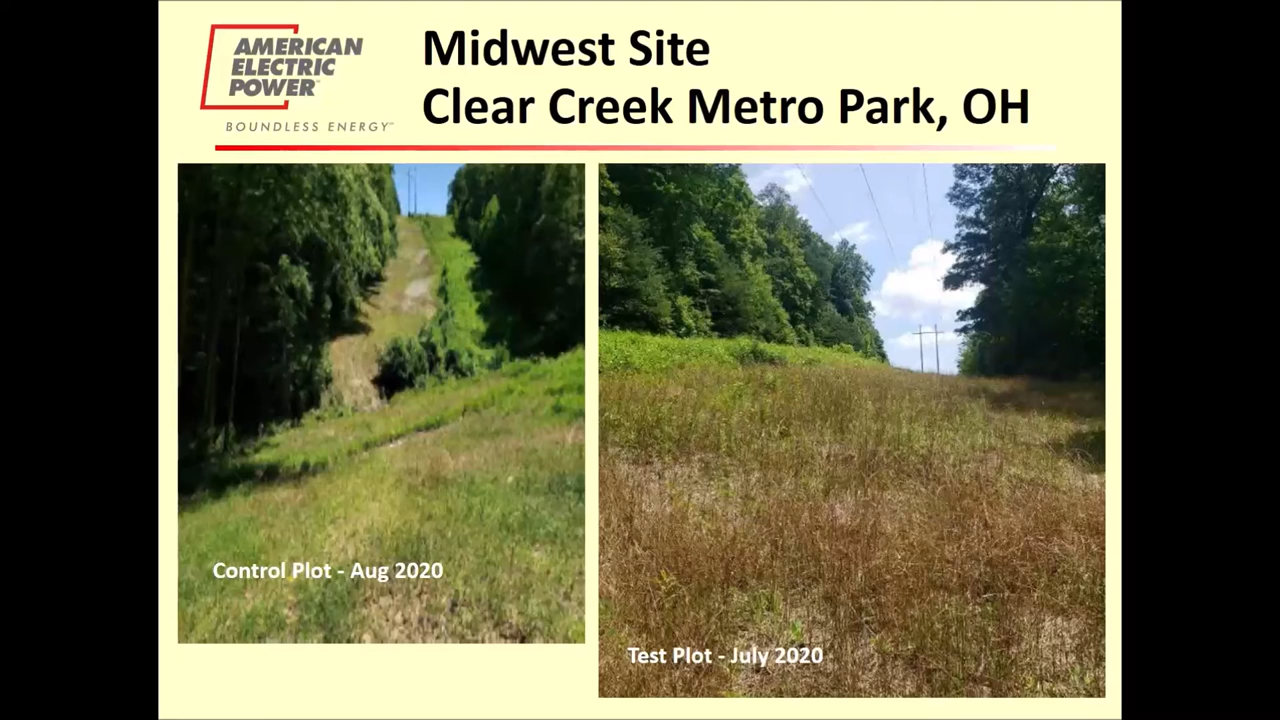 AMERICAN
ELECTRIC
POWER™
BOUNDLESS ENERGY™
Midwest Site
Clear Creek Metro Park, OH
Control Plot - Aug 2020
Test Plot - July 2020